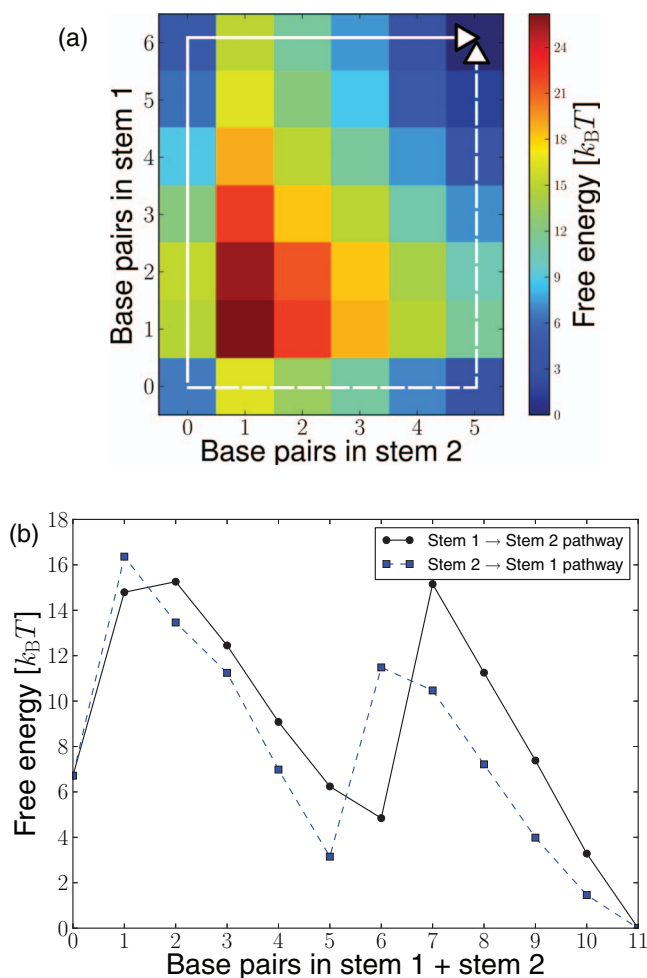 (a)
6
5
4
3
2
1
0
Base pairs in stem 1
0 1 2 3 4 5
Base pairs in stem 2
24
21
18
15
12
9
6
3
0
Free energy [k_BT]
(b)
18
16
14
12
10
8
6
4
2
0
Free energy [k_BT]
Stem 1 → Stem 2 pathway
Stem 2 → Stem 1 pathway
0 1 2 3 4 5 6 7 8 9 10 11
Base pairs in stem 1 + stem 2